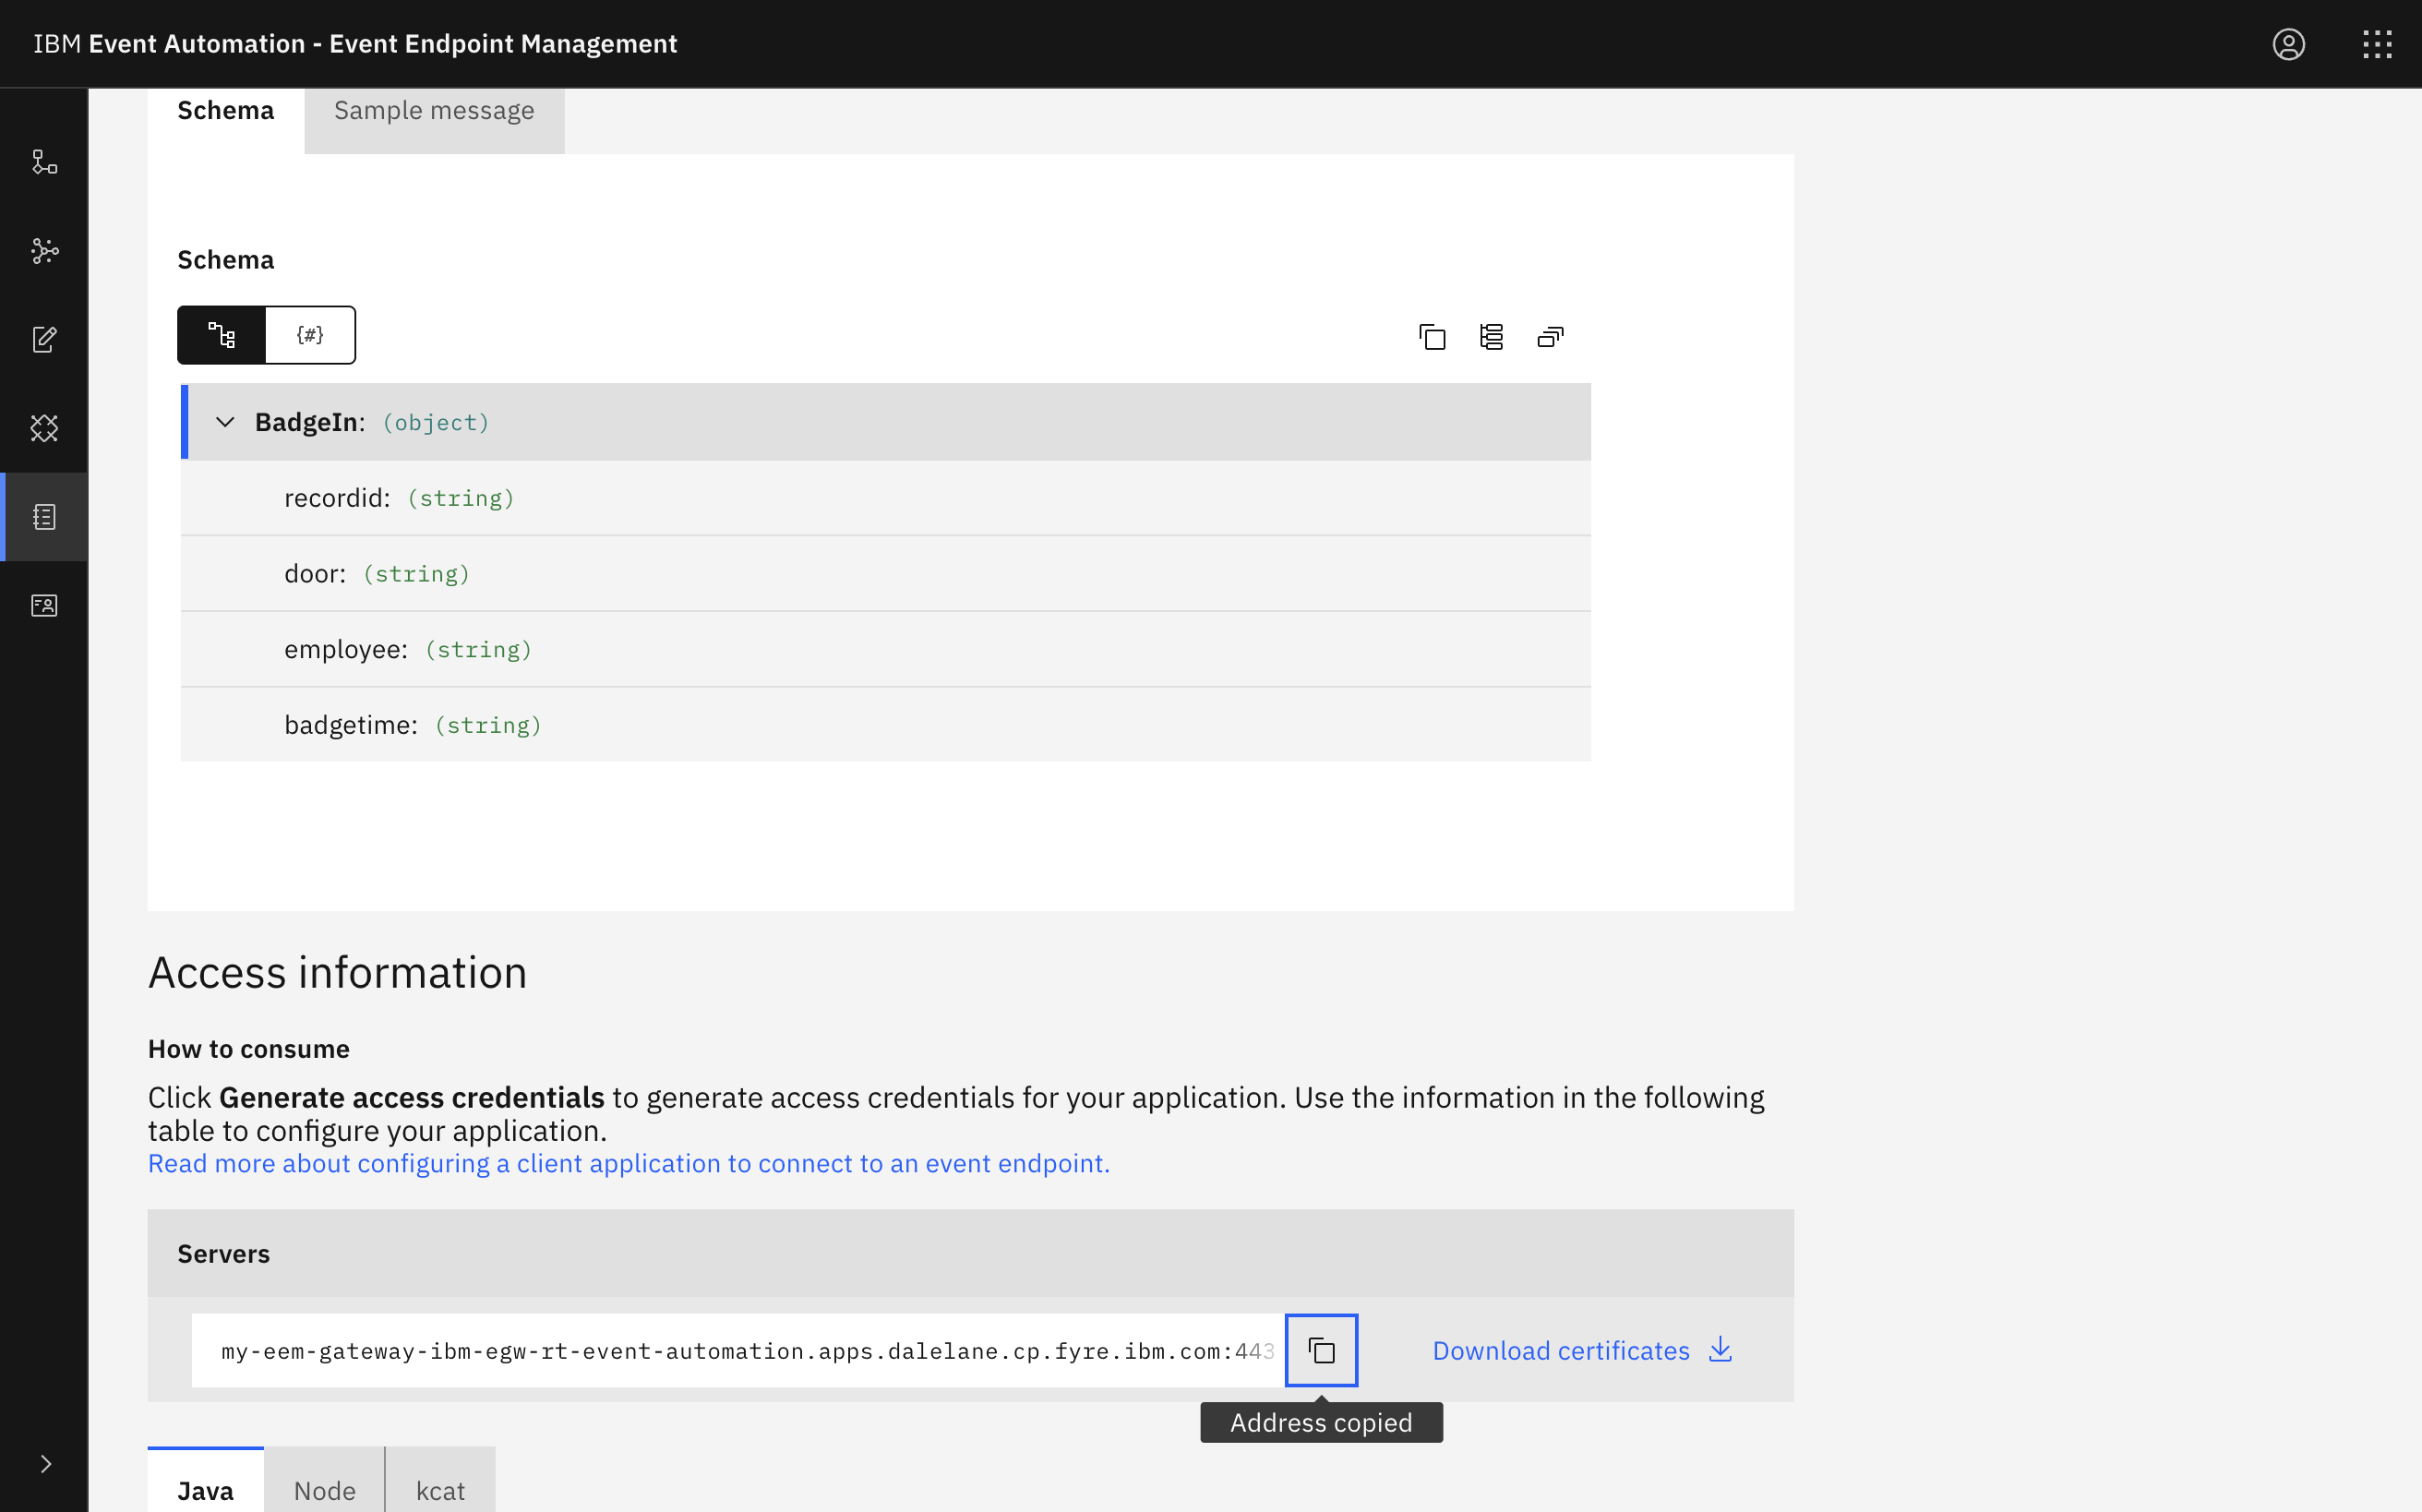 IBM Event Automation - Event Endpoint Management
Schema
Sample message
Schema
{#}
BadgeIn: (object)
recordid: (string)
door: (string)
employee: (string)
badgetime: (string)
Access information
How to consume
Click Generate access credentials to generate access credentials for your application. Use the information in the following
table to configure your application.
Read more about configuring a client application to connect to an event endpoint.
Servers
my-eem-gateway-ibm-egw-rt-event-automation.apps.dalelane.cp.fyre.ibm.com:443
Download certificates
Address copied
Java
Node
kcat